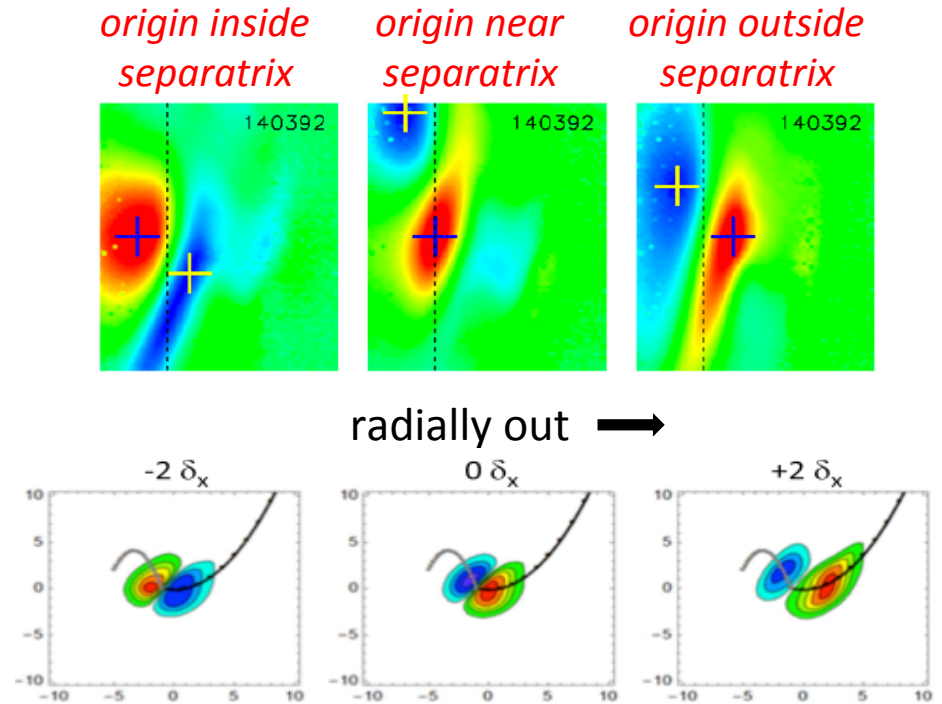 origin inside
separatrix
origin near
separatrix
origin outside
separatrix
140392
140392
140392
radially out
-2 δx
0 δx
+2 δx
10
5
0
−5
−10
−10 −5 0 5 10
10
5
0
−5
−10
−10 −5 0 5 10
10
5
0
−5
−10
−10 −5 0 5 10